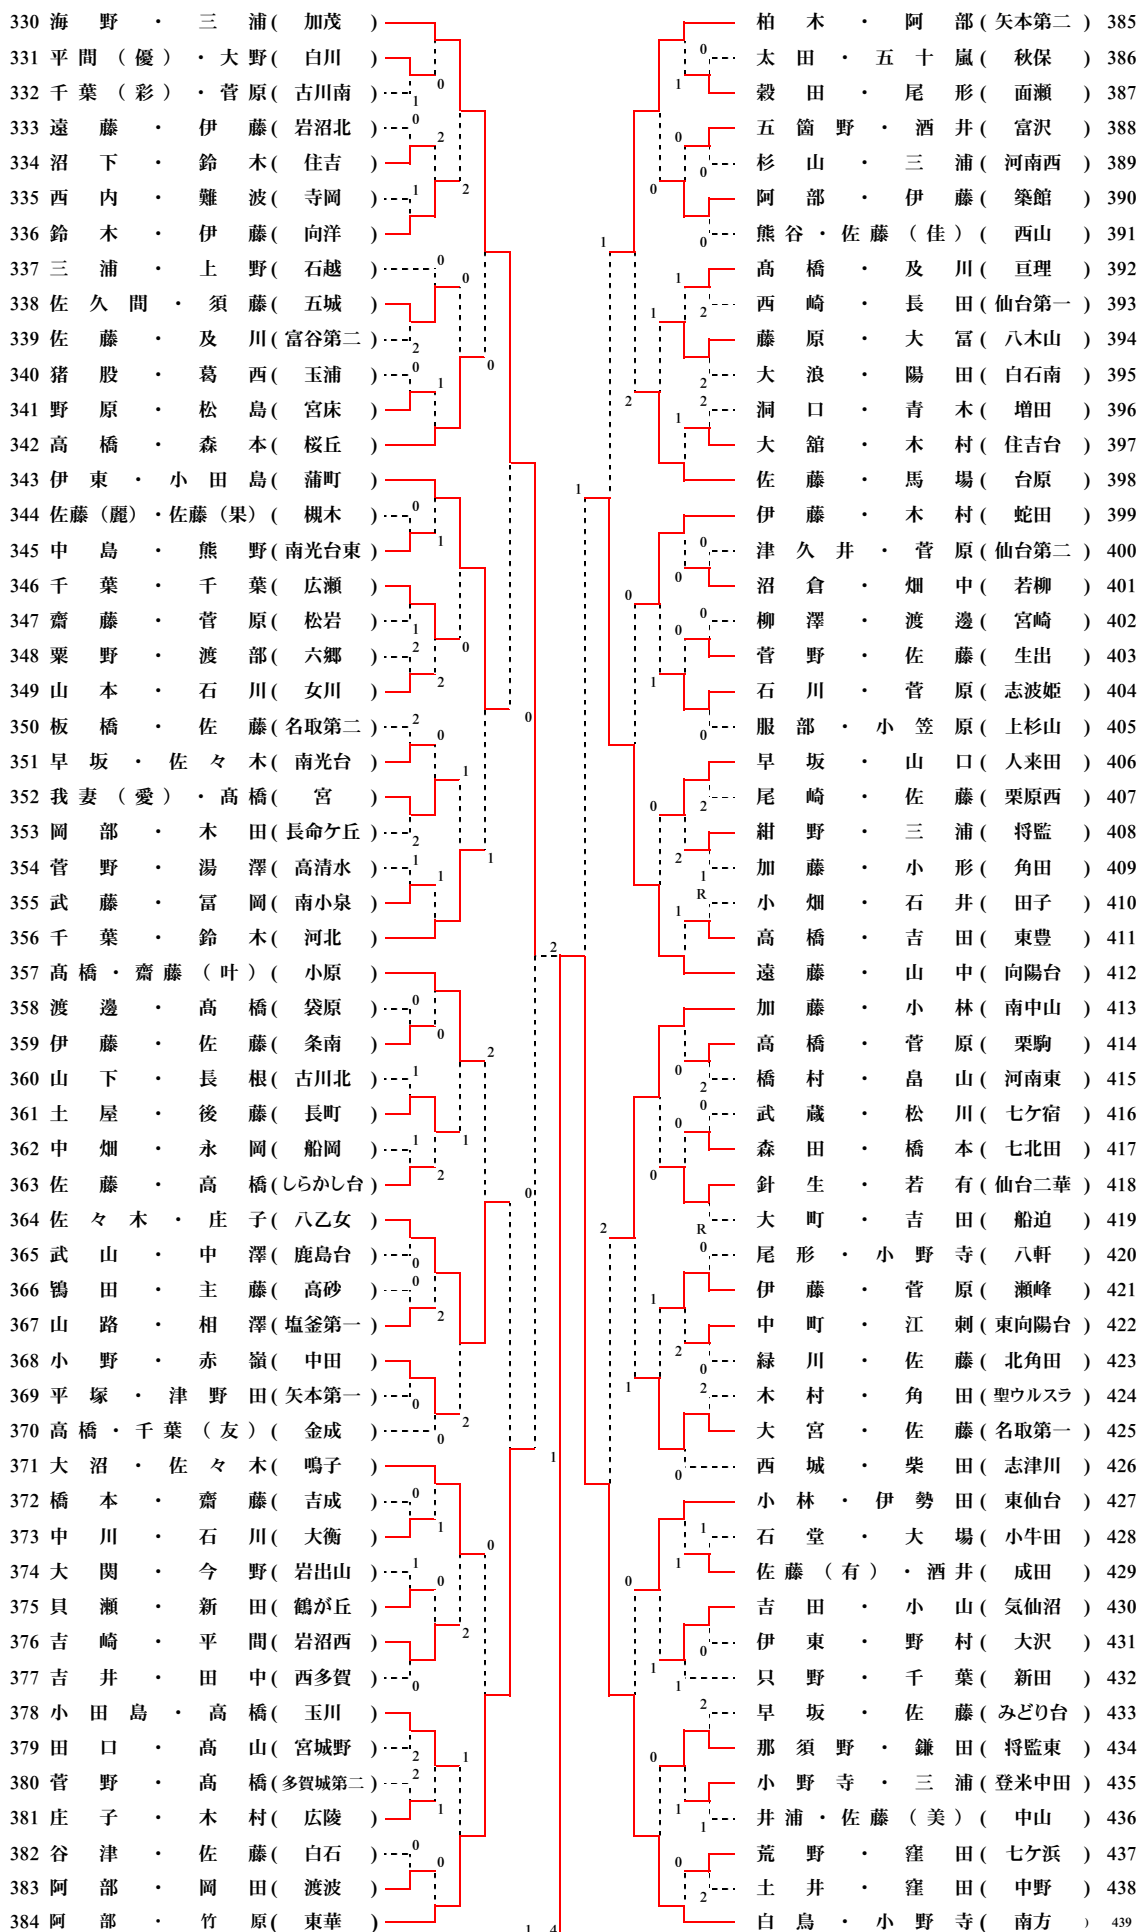 330 海野・三浦(加茂)
331 平間（優）・大野(白川)
332 千葉（彩）・菅原(古川南)
333 遠藤・伊藤(岩沼北)
334 沼下・鈴木(住吉)
335 西内・難波(寺岡)
336 鈴木・伊藤(向洋)
337 三浦・上野(石越)
338 佐久間・須藤(五城)
339 佐藤・及川(富谷第二)
340 猪股・葛西(玉浦)
341 野原・松島(宮床)
342 高橋・森本(桜丘)
343 伊東・小田島(蒲町)
344 佐藤（麗）・佐藤（果）(槻木)
345 中島・熊野(南光台東)
346 千葉・千葉(広瀬)
347 齋藤・菅原(松岩)
348 粟野・渡部(六郷)
349 山本・石川(女川)
350 板橋・佐藤(名取第二)
351 早坂・佐々木(南光台)
352 我妻（愛）・髙橋(宮)
353 岡部・木田(長命ケ丘)
354 菅野・湯澤(高清水)
355 武藤・冨岡(南小泉)
356 千葉・鈴木(河北)
357 髙橋・齋藤（叶）(小原)
358 渡邊・髙橋(袋原)
359 伊藤・佐藤(条南)
360 山下・長根(古川北)
361 土屋・後藤(長町)
362 中畑・永岡(船岡)
363 佐藤・高橋(しらかし台)
364 佐々木・庄子(八乙女)
365 武山・中澤(鹿島台)
366 鴇田・主藤(高砂)
367 山路・相澤(塩釜第一)
368 小野・赤嶺(中田)
369 平塚・津野田(矢本第一)
370 高橋・千葉（友）(金成)
371 大沼・佐々木(鳴子)
372 橋本・齋藤(吉成)
373 中川・石川(大衡)
374 大関・今野(岩出山)
375 貝瀬・新田(鶴が丘)
376 吉崎・平間(岩沼西)
377 吉井・田中(西多賀)
378 小田島・高橋(玉川)
379 田口・髙山(宮城野)
380 菅野・髙橋(多賀城第二)
381 庄子・木村(広陵)
382 谷津・佐藤(白石)
383 阿部・岡田(渡波)
384 阿部・竹原(東華)
柏木・阿部(矢本第二) 385
太田・五十嵐(秋保) 386
穀田・尾形(面瀬) 387
五箇野・酒井(富沢) 388
杉山・三浦(河南西) 389
阿部・伊藤(築館) 390
熊谷・佐藤（佳）(西山) 391
髙橋・及川(亘理) 392
西崎・長田(仙台第一) 393
藤原・大冨(八木山) 394
大浪・陽田(白石南) 395
洞口・青木(増田) 396
大舘・木村(住吉台) 397
佐藤・馬場(台原) 398
伊藤・木村(蛇田) 399
津久井・菅原(仙台第二) 400
沼倉・畑中(若柳) 401
柳澤・渡邊(宮崎) 402
菅野・佐藤(生出) 403
石川・菅原(志波姫) 404
服部・小笠原(上杉山) 405
早坂・山口(人来田) 406
尾崎・佐藤(栗原西) 407
紺野・三浦(将監) 408
加藤・小形(角田) 409
小畑・石井(田子) 410
高橋・吉田(東豊) 411
遠藤・山中(向陽台) 412
加藤・小林(南中山) 413
高橋・菅原(栗駒) 414
橋村・畠山(河南東) 415
武蔵・松川(七ケ宿) 416
森田・橋本(七北田) 417
針生・若有(仙台二華) 418
大町・吉田(船迫) 419
尾形・小野寺(八軒) 420
伊藤・菅原(瀬峰) 421
中町・江刺(東向陽台) 422
緑川・佐藤(北角田) 423
木村・角田(聖ウルスラ) 424
大宮・佐藤(名取第一) 425
西城・柴田(志津川) 426
小林・伊勢田(東仙台) 427
石堂・大場(小牛田) 428
佐藤（有）・酒井(成田) 429
吉田・小山(気仙沼) 430
伊東・野村(大沢) 431
只野・千葉(新田) 432
早坂・佐藤(みどり台) 433
那須野・鎌田(将監東) 434
小野寺・三浦(登米中田) 435
井浦・佐藤（美）(中山) 436
荒野・窪田(七ケ浜) 437
土井・窪田(中野) 438
白鳥・小野寺(南方) 439
1 4